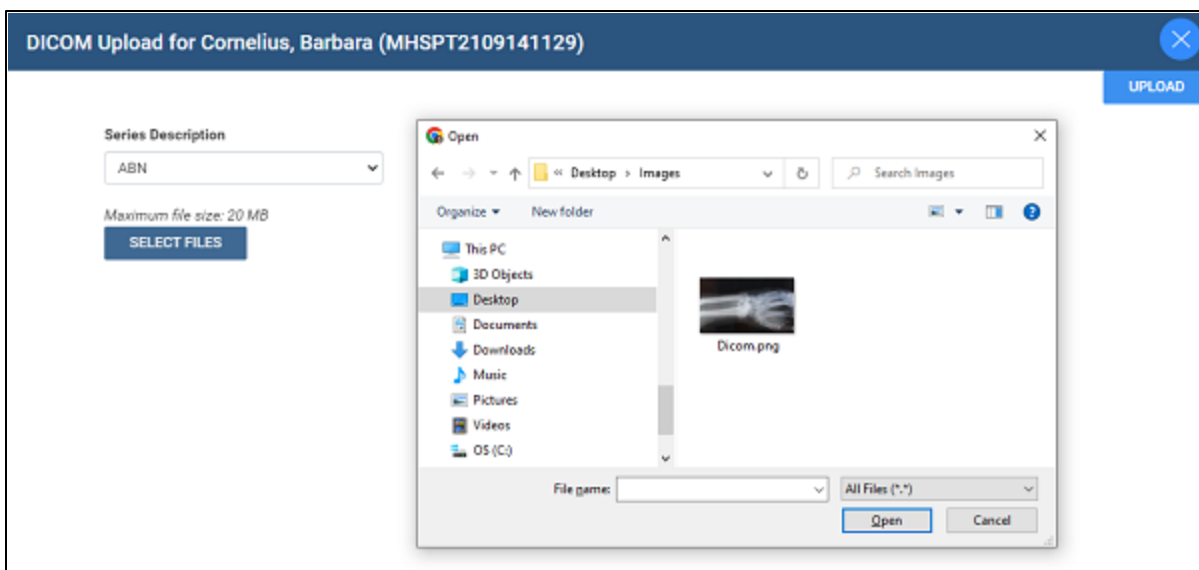 DICOM Upload for Cornelius, Barbara (MHSPT2109141129)
UPLOAD
Series Description
ABN
Maximum file size: 20 MB
SELECT FILES
Open
« Desktop › Images
Search Images
Organize
New folder
This PC
3D Objects
Desktop
Documents
Downloads
Music
Pictures
Videos
OS (C:)
Dicom.png
File name:
All Files (*.*)
Open
Cancel